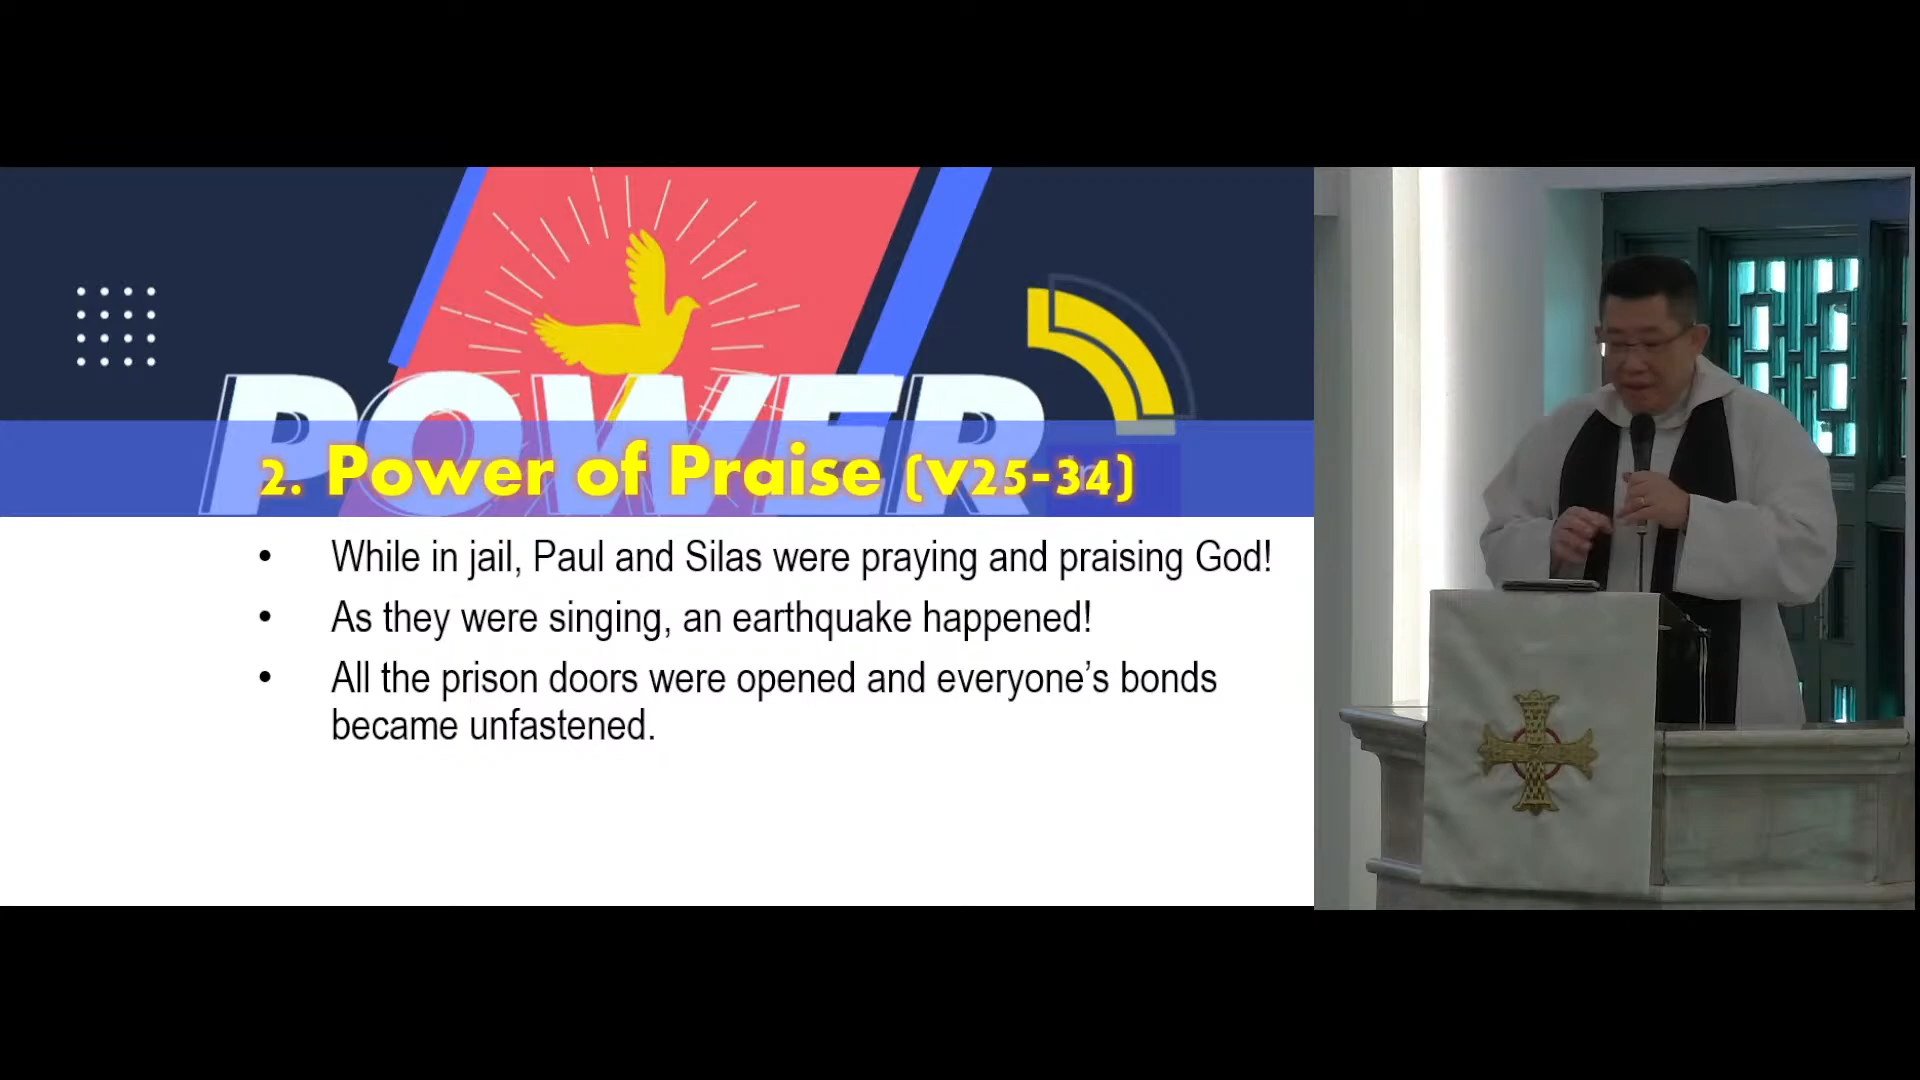 POWER
2. Power of Praise (v25-34)
• While in jail, Paul and Silas were praying and praising God!
• As they were singing, an earthquake happened!
• All the prison doors were opened and everyone’s bonds
became unfastened.